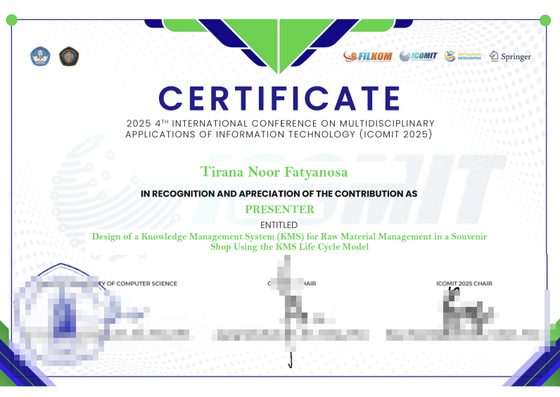 FILKOM
ICOMIT
Springer
CERTIFICATE
2025 4TH INTERNATIONAL CONFERENCE ON MULTIDISCIPLINARY
APPLICATIONS OF INFORMATION TECHNOLOGY (ICOMIT 2025)
Tirana Noor Fatyanosa
IN RECOGNITION AND APRECIATION OF THE CONTRIBUTION AS
PRESENTER
ENTITLED
Design of a Knowledge Management System (KMS) for Raw Material Management in a Souvenir
Shop Using the KMS Life Cycle Model
OF COMPUTER SCIENCE
CHAIR
ICOMIT 2025 CHAIR
ICOMIT